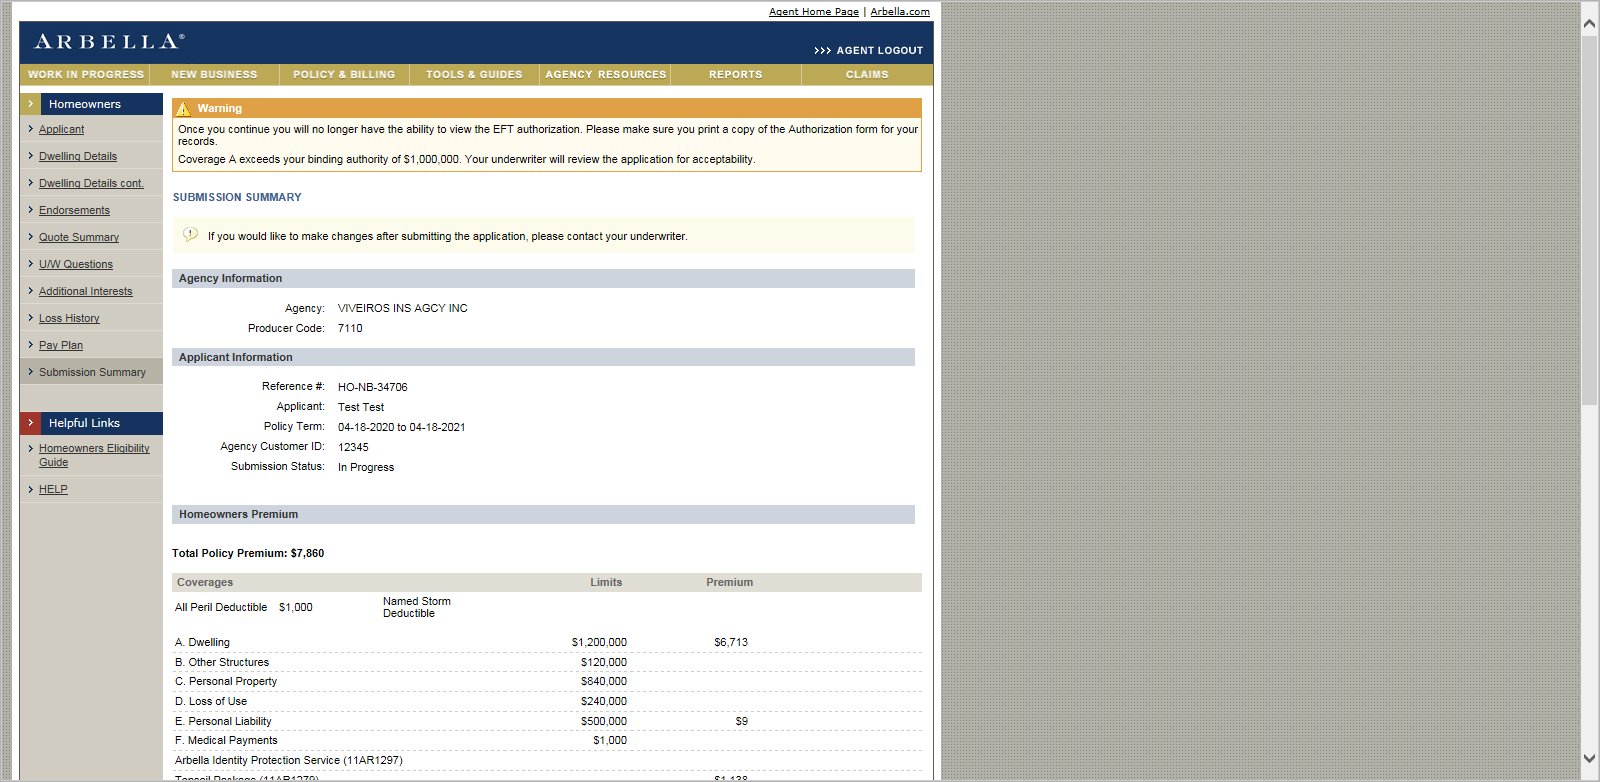 Agent Home Page | Arbella.com
ARBELLA®
>>> AGENT LOGOUT
WORK IN PROGRESS NEW BUSINESS POLICY & BILLING TOOLS & GUIDES AGENCY RESOURCES REPORTS CLAIMS
Homeowners
Applicant
Dwelling Details
Dwelling Details cont.
Endorsements
Quote Summary
U/W Questions
Additional Interests
Loss History
Pay Plan
Submission Summary
Helpful Links
Homeowners Eligibility
Guide
HELP
Warning
Once you continue you will no longer have the ability to view the EFT authorization. Please make sure you print a copy of the Authorization form for your
records.
Coverage A exceeds your binding authority of $1,000,000. Your underwriter will review the application for acceptability.
SUBMISSION SUMMARY
If you would like to make changes after submitting the application, please contact your underwriter.
Agency Information
Agency: VIVEIROS INS AGCY INC
Producer Code: 7110
Applicant Information
Reference #: HO-NB-34706
Applicant: Test Test
Policy Term: 04-18-2020 to 04-18-2021
Agency Customer ID: 12345
Submission Status: In Progress
Homeowners Premium
Total Policy Premium: $7,860
Coverages Limits Premium
All Peril Deductible $1,000 Named Storm
Deductible
A. Dwelling $1,200,000 $6,713
B. Other Structures $120,000
C. Personal Property $840,000
D. Loss of Use $240,000
E. Personal Liability $500,000 $9
F. Medical Payments $1,000
Arbella Identity Protection Service (11AR1297)
Topsail Package (11AR1279) $1,138